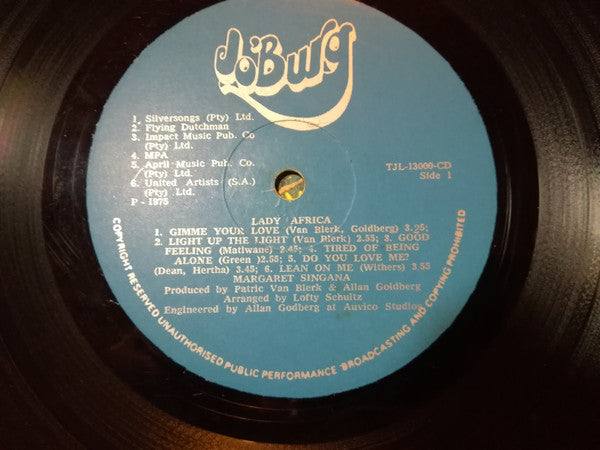 Jo'Burg
1. Silversongs (Pty) Ltd.
2. Flying Dutchman
3. Impact Music Pub. Co
(Pty) Ltd.
4. MPA
5. April Music Pub. Co.
(Pty) Ltd.
6. United Artists (S.A.)
(Pty) Ltd.
P - 1975
TJL-13000-CD
Side 1
LADY AFRICA
1. GIMME YOUR LOVE (Van Blerk, Goldberg) 3.25;
2. LIGHT UP THE LIGHT (Van Blerk) 2.55; 3. GOOD
FEELING (Matiwane) 2.45; 4. TIRED OF BEING
ALONE (Green )2.55; 5. DO YOU LOVE ME?
(Dean, Hertha) 3.45; 6. LEAN ON ME (Withers) 3.55
MARGARET SINGANA
Produced by Patric Van Blerk & Allan Goldberg
Arranged by Lofty Schultz
Engineered by Allan Godberg at Auvico Studios
COPYRIGHT RESERVED UNAUTHORISED PUBLIC PERFORMANCE BROADCASTING AND COPYING PROHIBITED